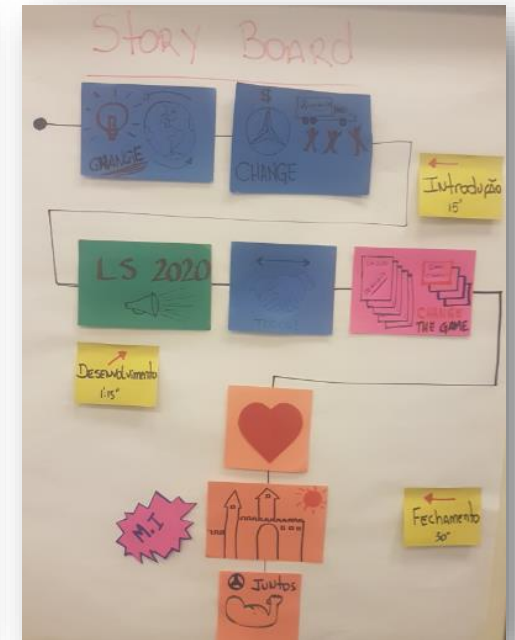 Story Board
CHANGE
$
CHANGE
Introdução
15'
LS 2020
CHANGE
THE GAME
Desenvolvimento
1:15"
M.I
Fechamento
30"
JUNTOS